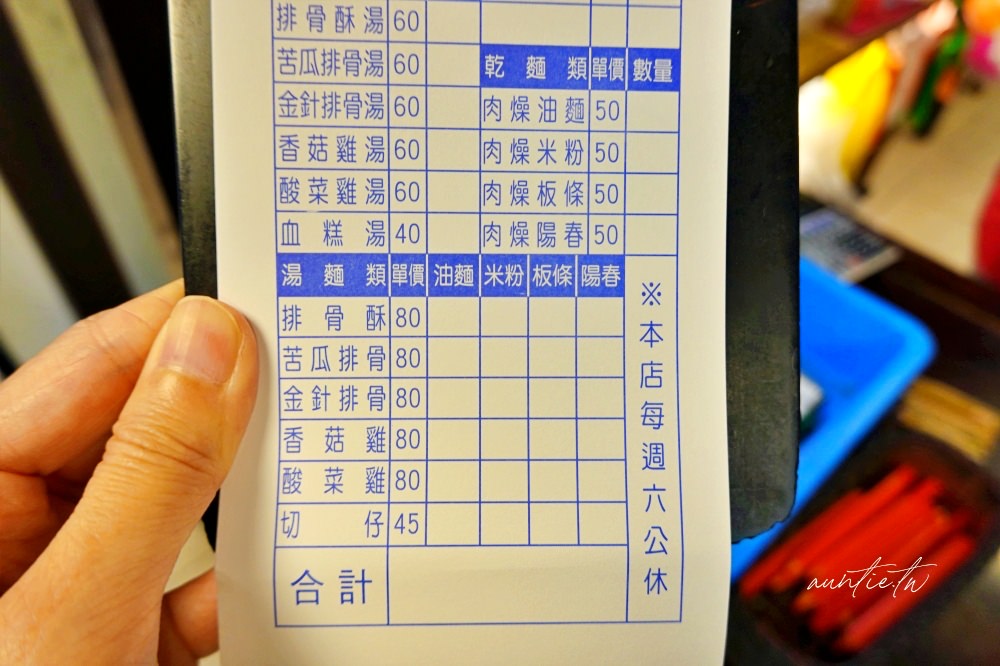 排骨酥湯 60
苦瓜排骨湯 60
金針排骨湯 60
香菇雞湯 60
酸菜雞湯 60
血糕湯 40
乾麵類 單價 數量
肉燥油麵 50
肉燥米粉 50
肉燥板條 50
肉燥陽春 50
湯麵類 單價 油麵 米粉 板條 陽春
排骨酥 80
苦瓜排骨 80
金針排骨 80
香菇雞 80
酸菜雞 80
切仔 45
合計
※本店每週六公休
auntie.tw